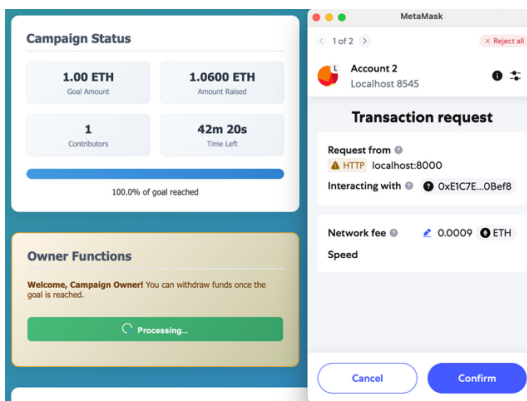 Campaign Status
1.00 ETH
Goal Amount
1.0600 ETH
Amount Raised
1
Contributors
42m 20s
Time Left
100.0% of goal reached
Owner Functions
Welcome, Campaign Owner! You can withdraw funds once the
goal is reached.
Processing...
MetaMask
1 of 2
Reject all
L
Account 2
Localhost 8545
Transaction request
Request from
HTTP localhost:8000
Interacting with 0xE1C7E...0Bef8
Network fee 0.0009 ETH
Speed
Cancel
Confirm